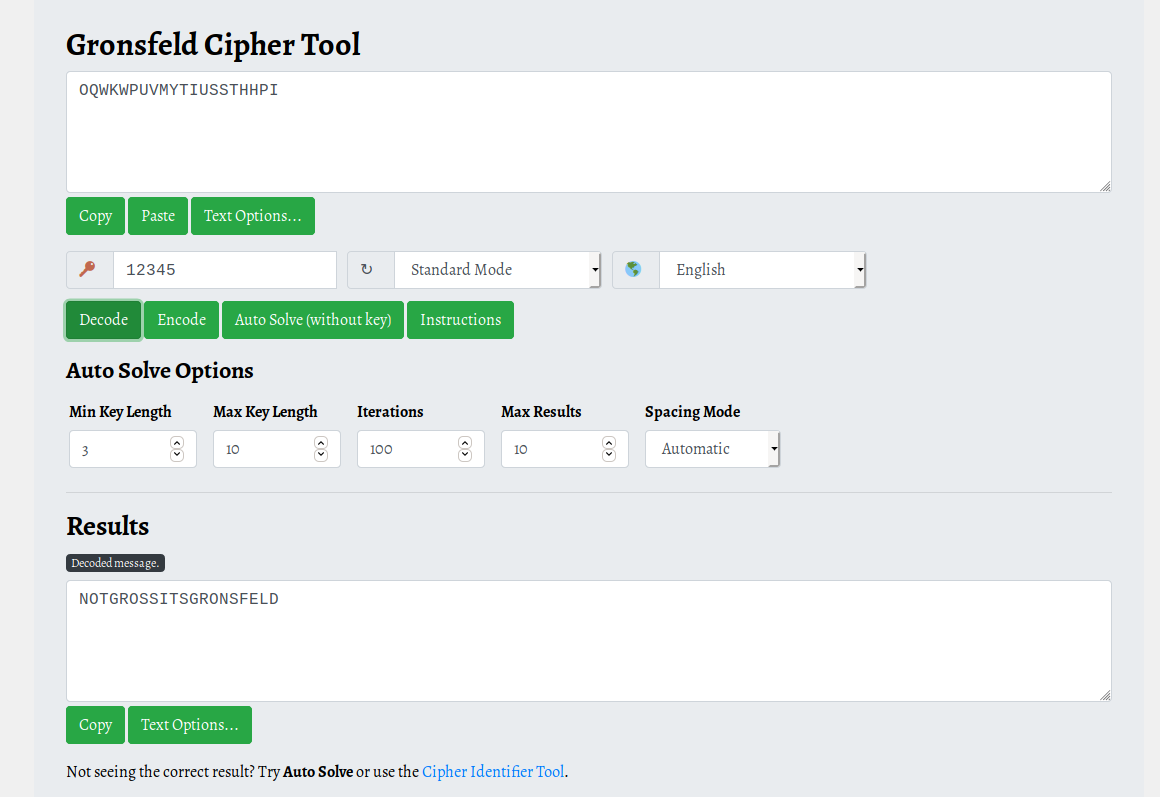 Gronsfeld Cipher Tool
OQWKWPUVMYTIUSSTHHPI
Copy Paste Text Options...
12345 Standard Mode English
Decode Encode Auto Solve (without key) Instructions
Auto Solve Options
Min Key Length Max Key Length Iterations Max Results Spacing Mode
3 10 100 10 Automatic
Results
Decoded message.
NOTGROSSITSGRONSFELD
Copy Text Options...
Not seeing the correct result? Try Auto Solve or use the Cipher Identifier Tool.